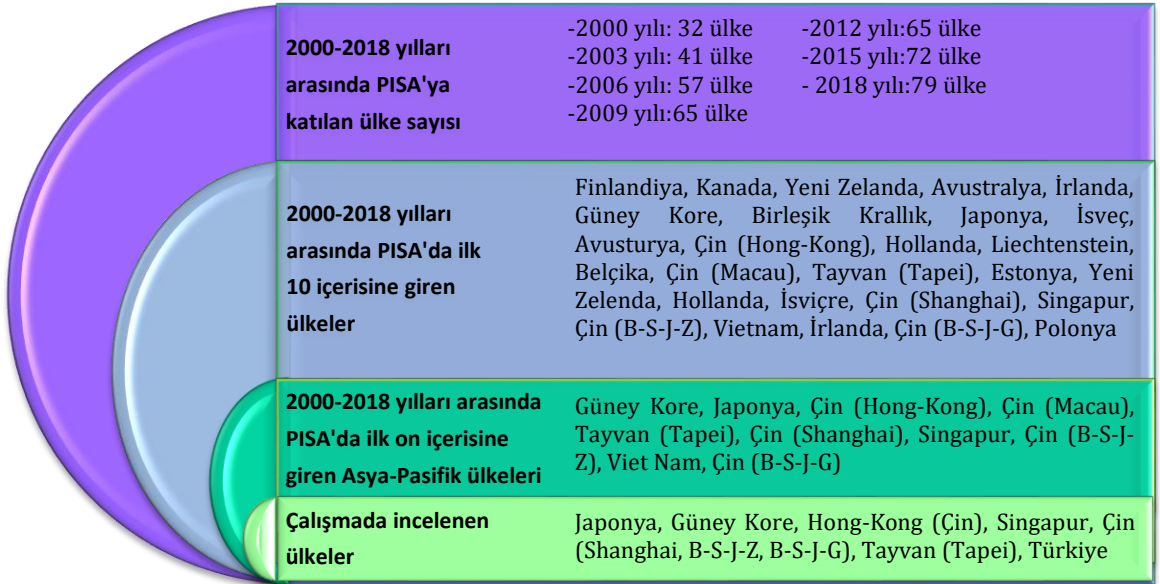 2000-2018 yılları
arasında PISA'ya
katılan ülke sayısı
-2000 yılı: 32 ülke
-2003 yılı: 41 ülke
-2006 yılı: 57 ülke
-2009 yılı:65 ülke
-2012 yılı:65 ülke
-2015 yılı:72 ülke
- 2018 yılı:79 ülke
2000-2018 yılları
arasında PISA'da ilk
10 içerisine giren
ülkeler
Finlandiya, Kanada, Yeni Zelanda, Avustralya, İrlanda,
Güney Kore, Birleşik Krallık, Japonya, İsveç,
Avusturya, Çin (Hong-Kong), Hollanda, Liechtenstein,
Belçika, Çin (Macau), Tayvan (Tapei), Estonya, Yeni
Zelenda, Hollanda, İsviçre, Çin (Shanghai), Singapur,
Çin (B-S-J-Z), Vietnam, İrlanda, Çin (B-S-J-G), Polonya
2000-2018 yılları arasında
PISA'da ilk on içerisine
giren Asya-Pasifik ülkeleri
Güney Kore, Japonya, Çin (Hong-Kong), Çin (Macau),
Tayvan (Tapei), Çin (Shanghai), Singapur, Çin (B-S-J-
Z), Viet Nam, Çin (B-S-J-G)
Çalışmada incelenen
ülkeler
Japonya, Güney Kore, Hong-Kong (Çin), Singapur, Çin
(Shanghai, B-S-J-Z, B-S-J-G), Tayvan (Tapei), Türkiye